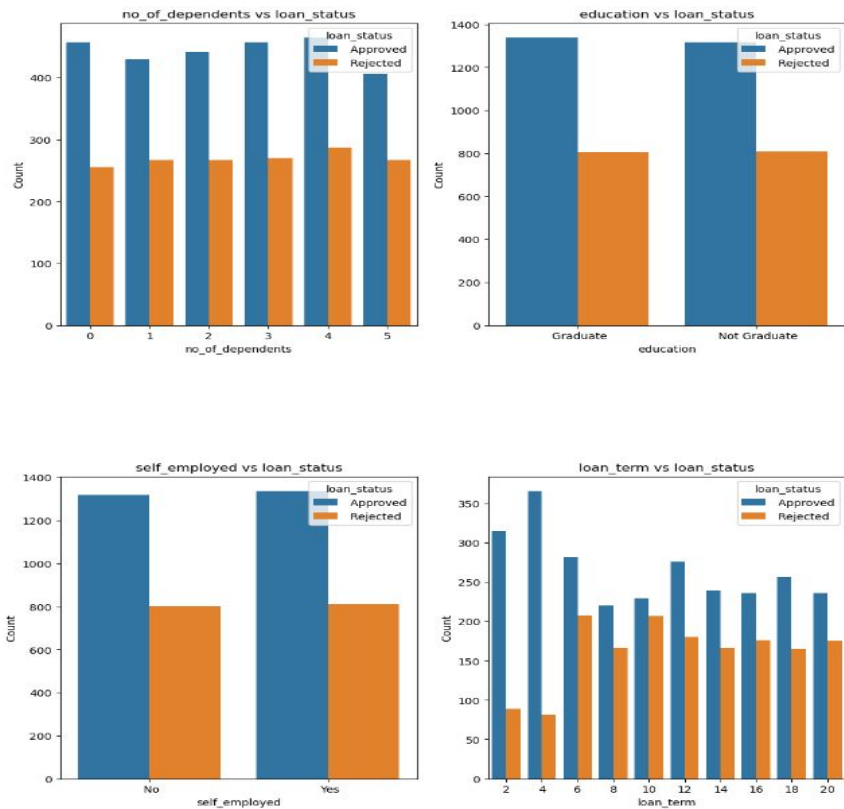 no_of_dependents vs loan_status
loan_status
Approved
Rejected
400
300
200
100
0
Count
0 1 2 3 4 5
no_of_dependents
education vs loan_status
loan_status
Approved
Rejected
1400
1200
1000
800
600
400
200
0
Count
Graduate Not Graduate
education
self_employed vs loan_status
loan_status
Approved
Rejected
1400
1200
1000
800
600
400
200
0
Count
No Yes
self_employed
loan_term vs loan_status
loan_status
Approved
Rejected
350
300
250
200
150
100
50
0
Count
2 4 6 8 10 12 14 16 18 20
loan_term